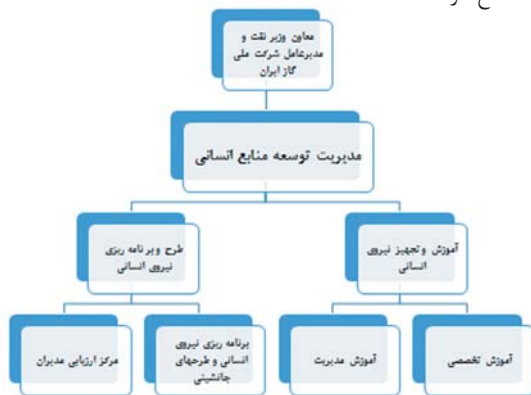 معاون وزیر نفت و
مدیرعامل شرکت ملی
گاز ایران
مدیریت توسعه منابع انسانی
آموزش و تجهیز نیروی
انسانی
طرح و برنامه ریزی
نیروی انسانی
آموزش تخصصی
آموزش مدیریت
برنامه ریزی نیروی
انسانی و طرحهای
جانشینی
مرکز ارزیابی مدیران